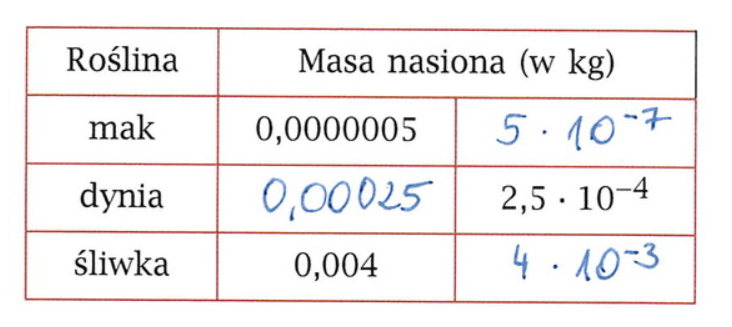 Roślina Masa nasiona (w kg)
mak 0,0000005 5 · 10⁻⁷
dynia 0,00025 2,5 · 10⁻⁴
śliwka 0,004 4 · 10⁻³